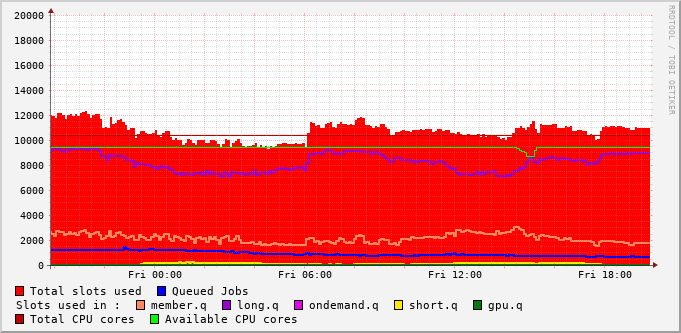 RRDTOOL / TOBI OETIKER
20000
18000
16000
14000
12000
10000
8000
6000
4000
2000
0
Fri 00:00 Fri 06:00 Fri 12:00 Fri 18:00
Total slots used Queued Jobs
Slots used in : member.q long.q ondemand.q short.q gpu.q
Total CPU cores Available CPU cores